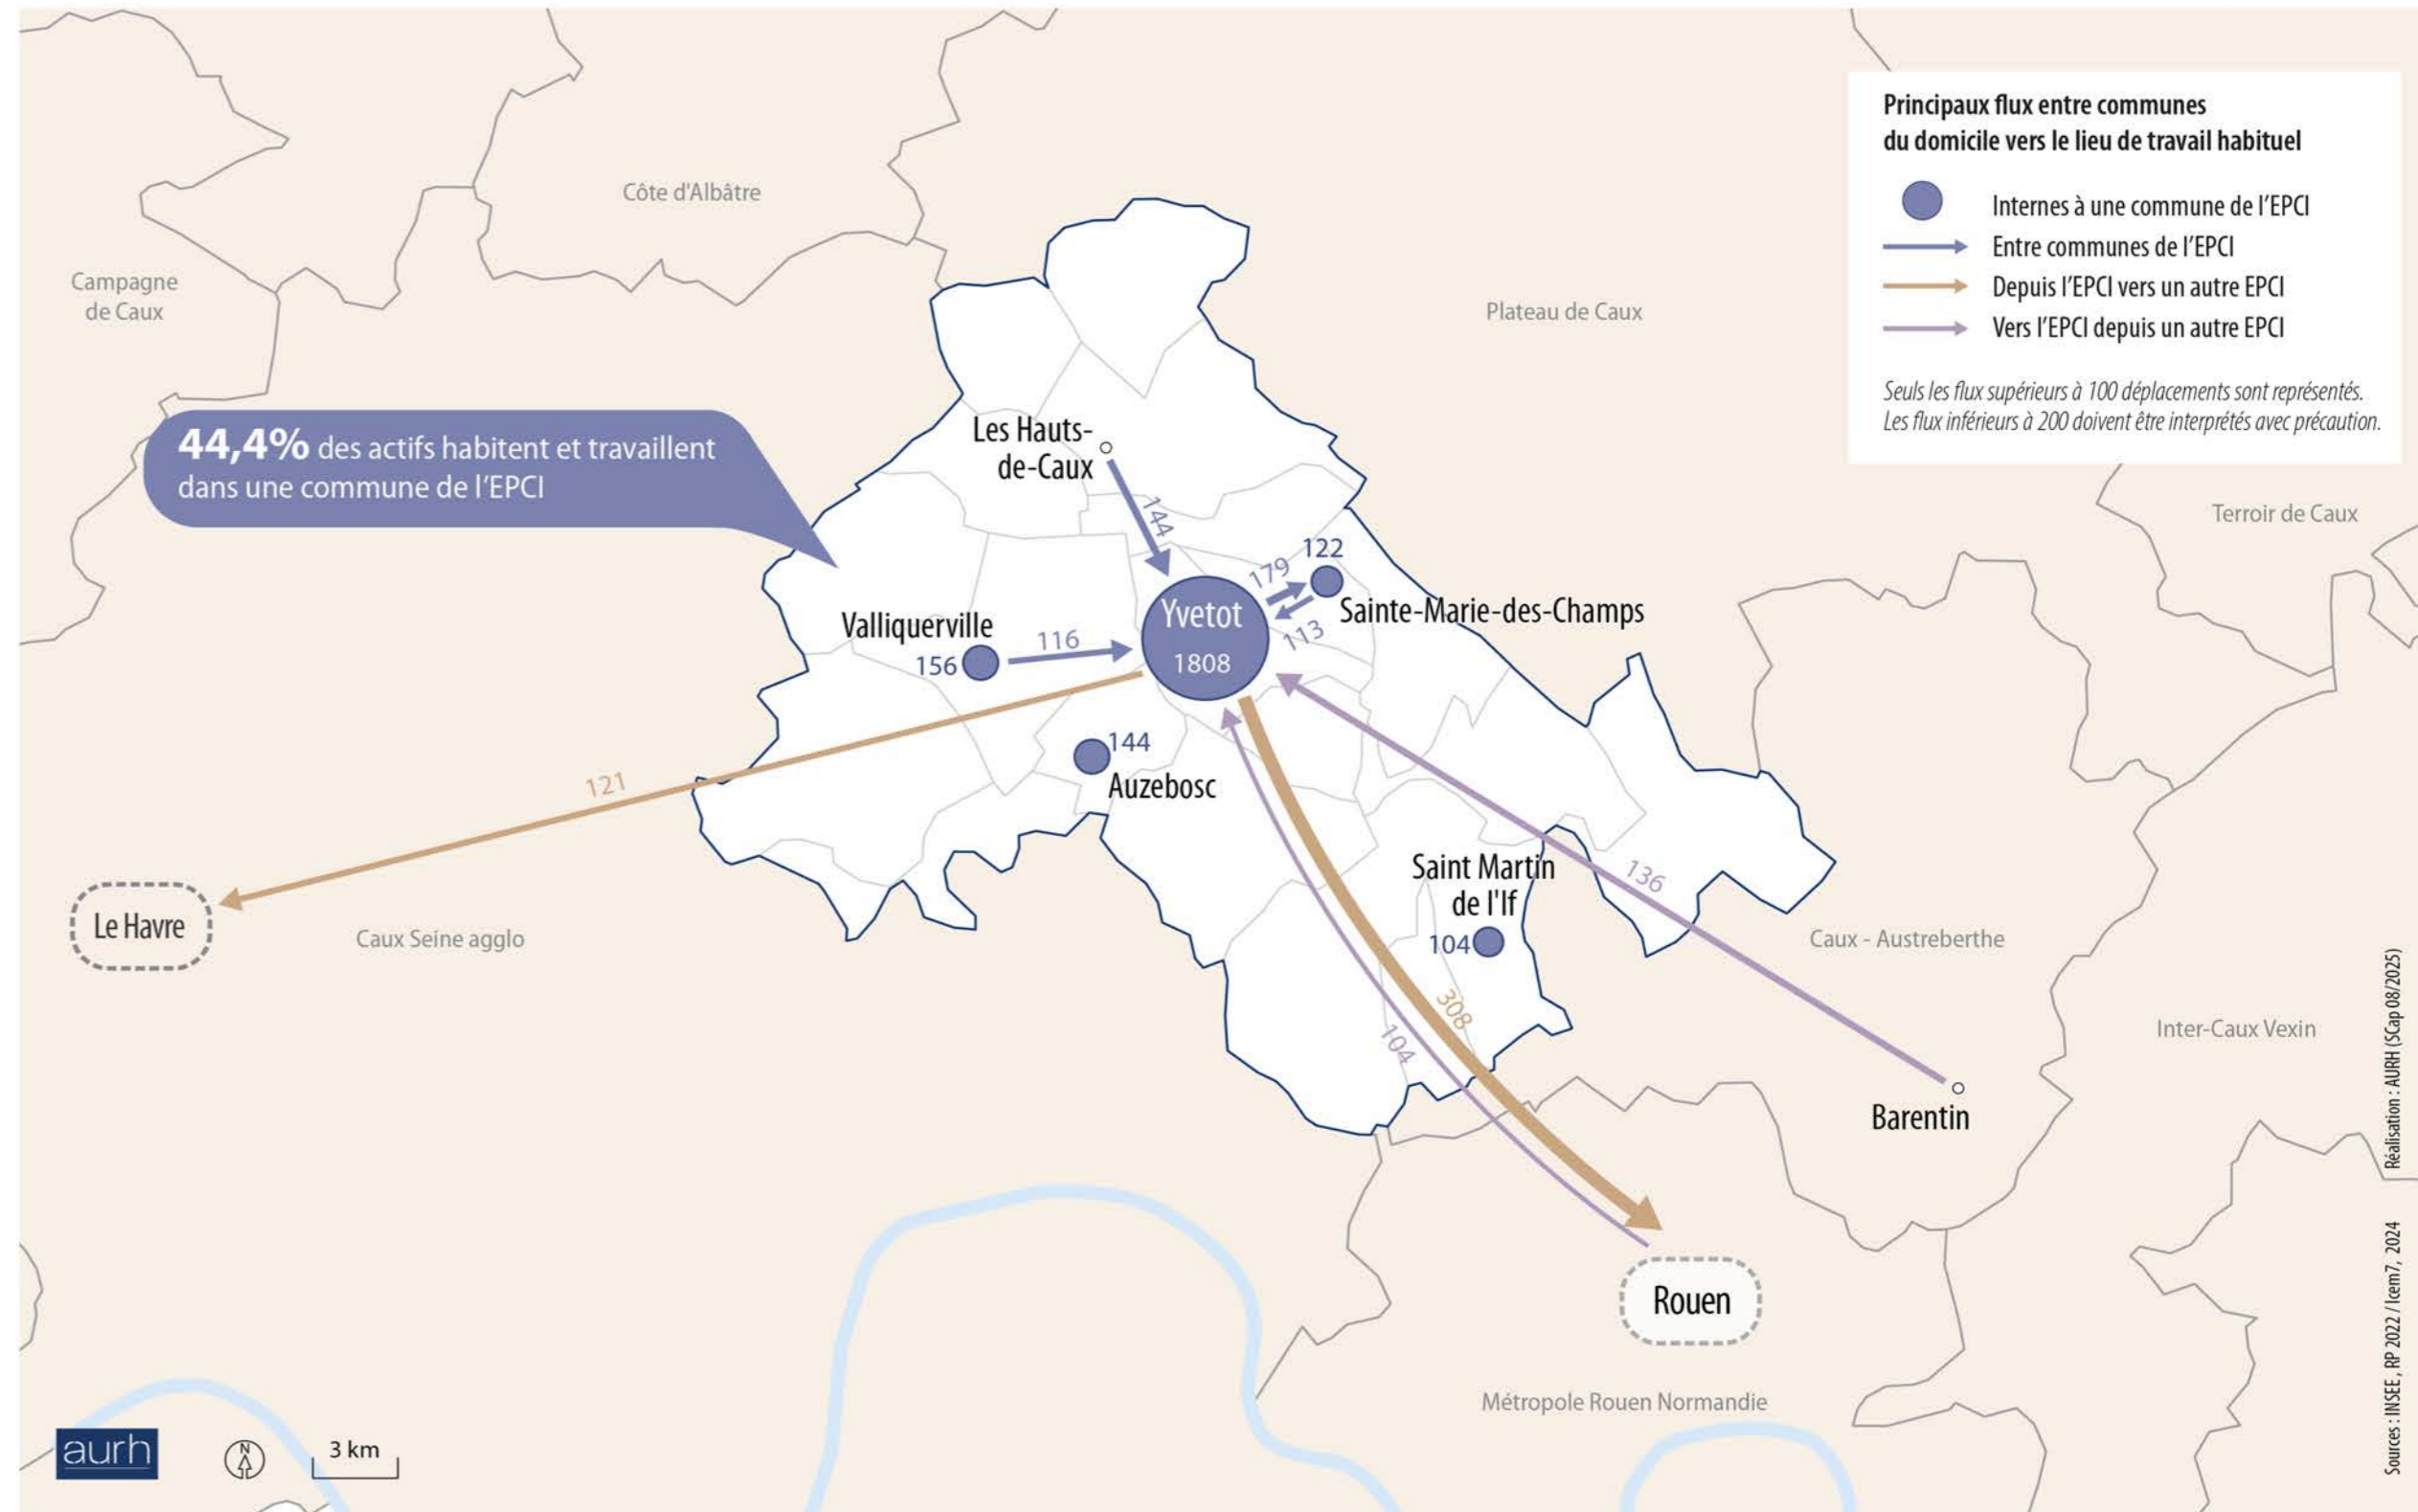 Principaux flux entre communes
du domicile vers le lieu de travail habituel
Internes à une commune de l'EPCI
Entre communes de l'EPCI
Depuis l'EPCI vers un autre EPCI
Vers l'EPCI depuis un autre EPCI
Seuls les flux supérieurs à 100 déplacements sont représentés.
Les flux inférieurs à 200 doivent être interprétés avec précaution.
Côte d'Albâtre
Campagne
de Caux
Plateau de Caux
44,4% des actifs habitent et travaillent
dans une commune de l'EPCI
Les Hauts-
de-Caux
144
Terroir de Caux
122
179
Sainte-Marie-des-Champs
113
Yvetot
1808
Valliquerville
156
116
144
Auzebosc
121
Le Havre
Caux Seine agglo
Saint Martin
de l'If
104
136
Caux - Austreberthe
308
104
Inter-Caux Vexin
Barentin
Rouen
Métropole Rouen Normandie
aurh
N
3 km
Sources : INSEE, RP 2022 / Icem7, 2024
Réalisation : AURH (SCap 08/2025)